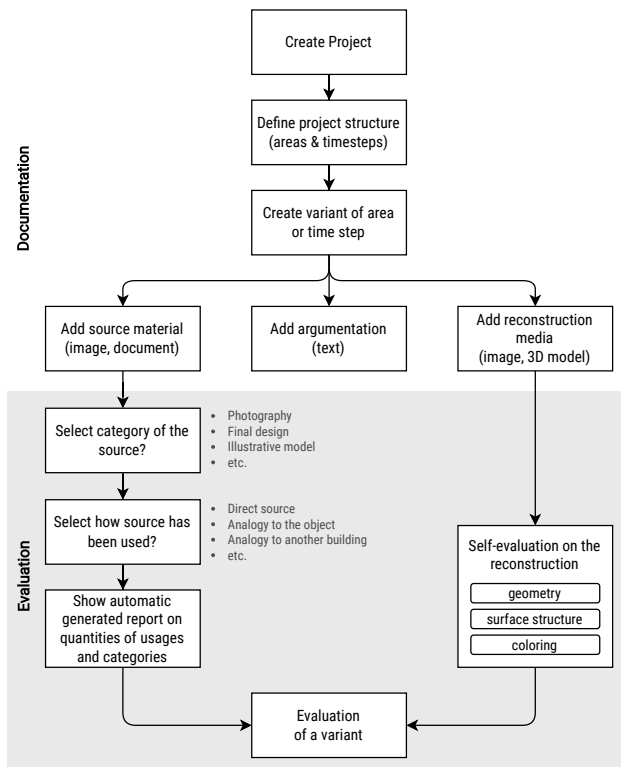 Create Project
Define project structure
(areas & timesteps)
Documentation
Create variant of area
or time step
Add source material
(image, document)
Add argumentation
(text)
Add reconstruction
media
(image, 3D model)
Evaluation
Select category of the
source?
• Photography
• Final design
• Illustrative model
• etc.
Select how source has
been used?
• Direct source
• Analogy to the object
• Analogy to another building
• etc.
Show automatic
generated report on
quantities of usages
and categories
Self-evaluation on the
reconstruction
geometry
surface structure
coloring
Evaluation
of a variant